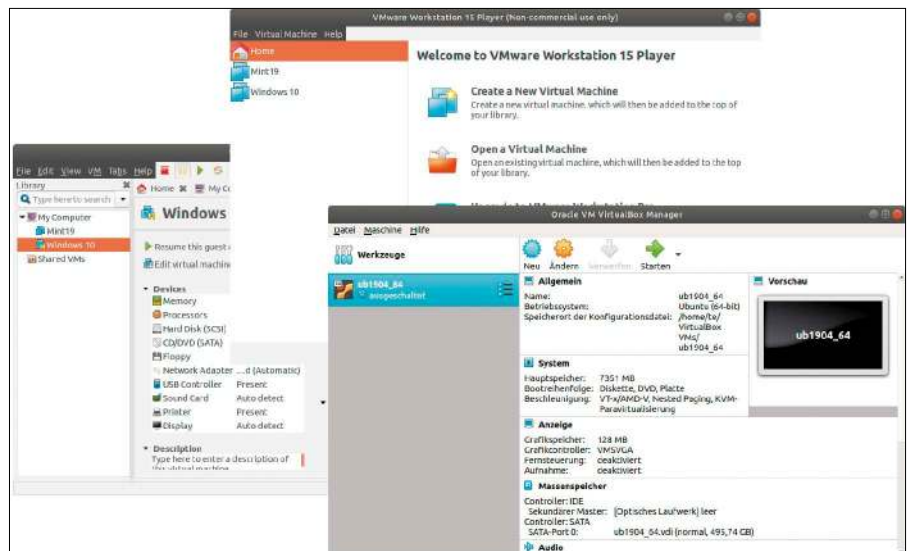 VMware Workstation 15 Player (Non-commercial use only)
File Virtual Machine Help
Home
Mint19
Windows 10
Welcome to VMware Workstation 15 Player
Create a New Virtual Machine
Create a new virtual machine, which will then be added to the top of
your library.
Open a Virtual Machine
Open an existing virtual machine, which will then be added to the top
of your library.
File Edit View VM Tabs Help
Library
Type here to search
My Computer
Mint19
Windows 10
Shared VMs
Home
Windows
Resume this guest
Edit virtual machin
Devices
Memory
Processors
Hard Disk (SCSI)
CD/DVD (SATA)
Floppy
Network Adapter ...d (Automatic)
USB Controller Present
Sound Card Auto detect
Printer Present
Display Auto detect
Description
Type here to enter a description of
this virtual machine
Oracle VM VirtualBox Manager
Datei Maschine Hilfe
Werkzeuge
ub1904_64
ausgeschaltet
Neu Ändern Verwerfen Starten
Allgemein
Name: ub1904_64
Betriebssystem: Ubuntu (64-bit)
Speicherort der Konfigurationsdatei: /home/te/
VirtualBox
VMs/
ub1904_64
Vorschau
ub1904_64
System
Hauptspeicher: 7351 MB
Bootreihenfolge: Diskette, DVD, Platte
Beschleunigung: VT-x/AMD-V, Nested Paging, KVM-
Paravirtualisierung
Anzeige
Grafikspeicher: 128 MB
Grafikcontroller: VMSVGA
Fernsteuerung: deaktiviert
Aufnahme: deaktiviert
Massenspeicher
Controller: IDE
Sekundärer Master: [Optisches Laufwerk] leer
Controller: SATA
SATA-Port 0: ub1904_64.vdi (normal, 495,74 GB)
Audio